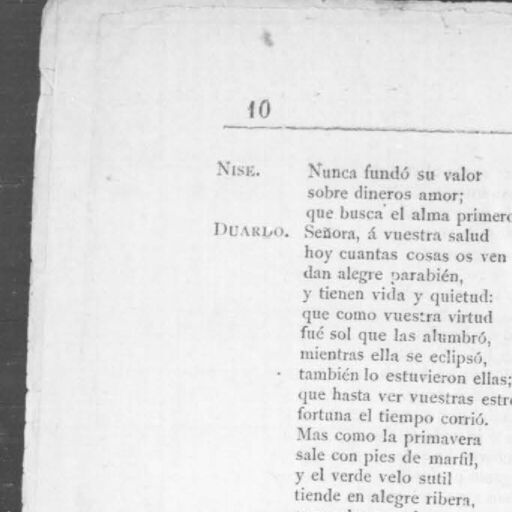 10
NISE. Nunca fundó su valor
sobre dineros amor;
que busca el alma primero
DUARDO. Señora, á vuestra salud
hoy cuantas cosas os ven
dan alegre parabién,
y tienen vida y quietud:
que como vuestra virtud
fué sol que las alumbró,
mientras ella se eclipsó,
también lo estuvieron ellas;
que hasta ver vuestras
fortuna el tiempo corrió.
Mas como la primavera
sale con pies de marfil,
y el verde velo sutil
tiende en alegre ribera,